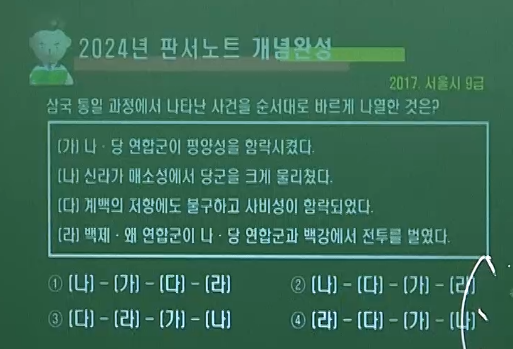 2024년 판서노트 개념완성
2017. 서울시 9급
삼국 통일 과정에서 나타난 사건을 순서대로 바르게 나열한 것은?
(가) 나·당 연합군이 평양성을 함락시켰다.
(나) 신라가 매소성에서 당군을 크게 물리쳤다.
(다) 계백의 저항에도 불구하고 사비성이 함락되었다.
(라) 백제·왜 연합군이 나·당 연합군과 백강에서 전투를 벌였다.
① (나) - (가) - (다) - (라)
② (나) - (다) - (가) - (라)
③ (다) - (라) - (가) - (나)
④ (라) - (다) - (가) - (나)